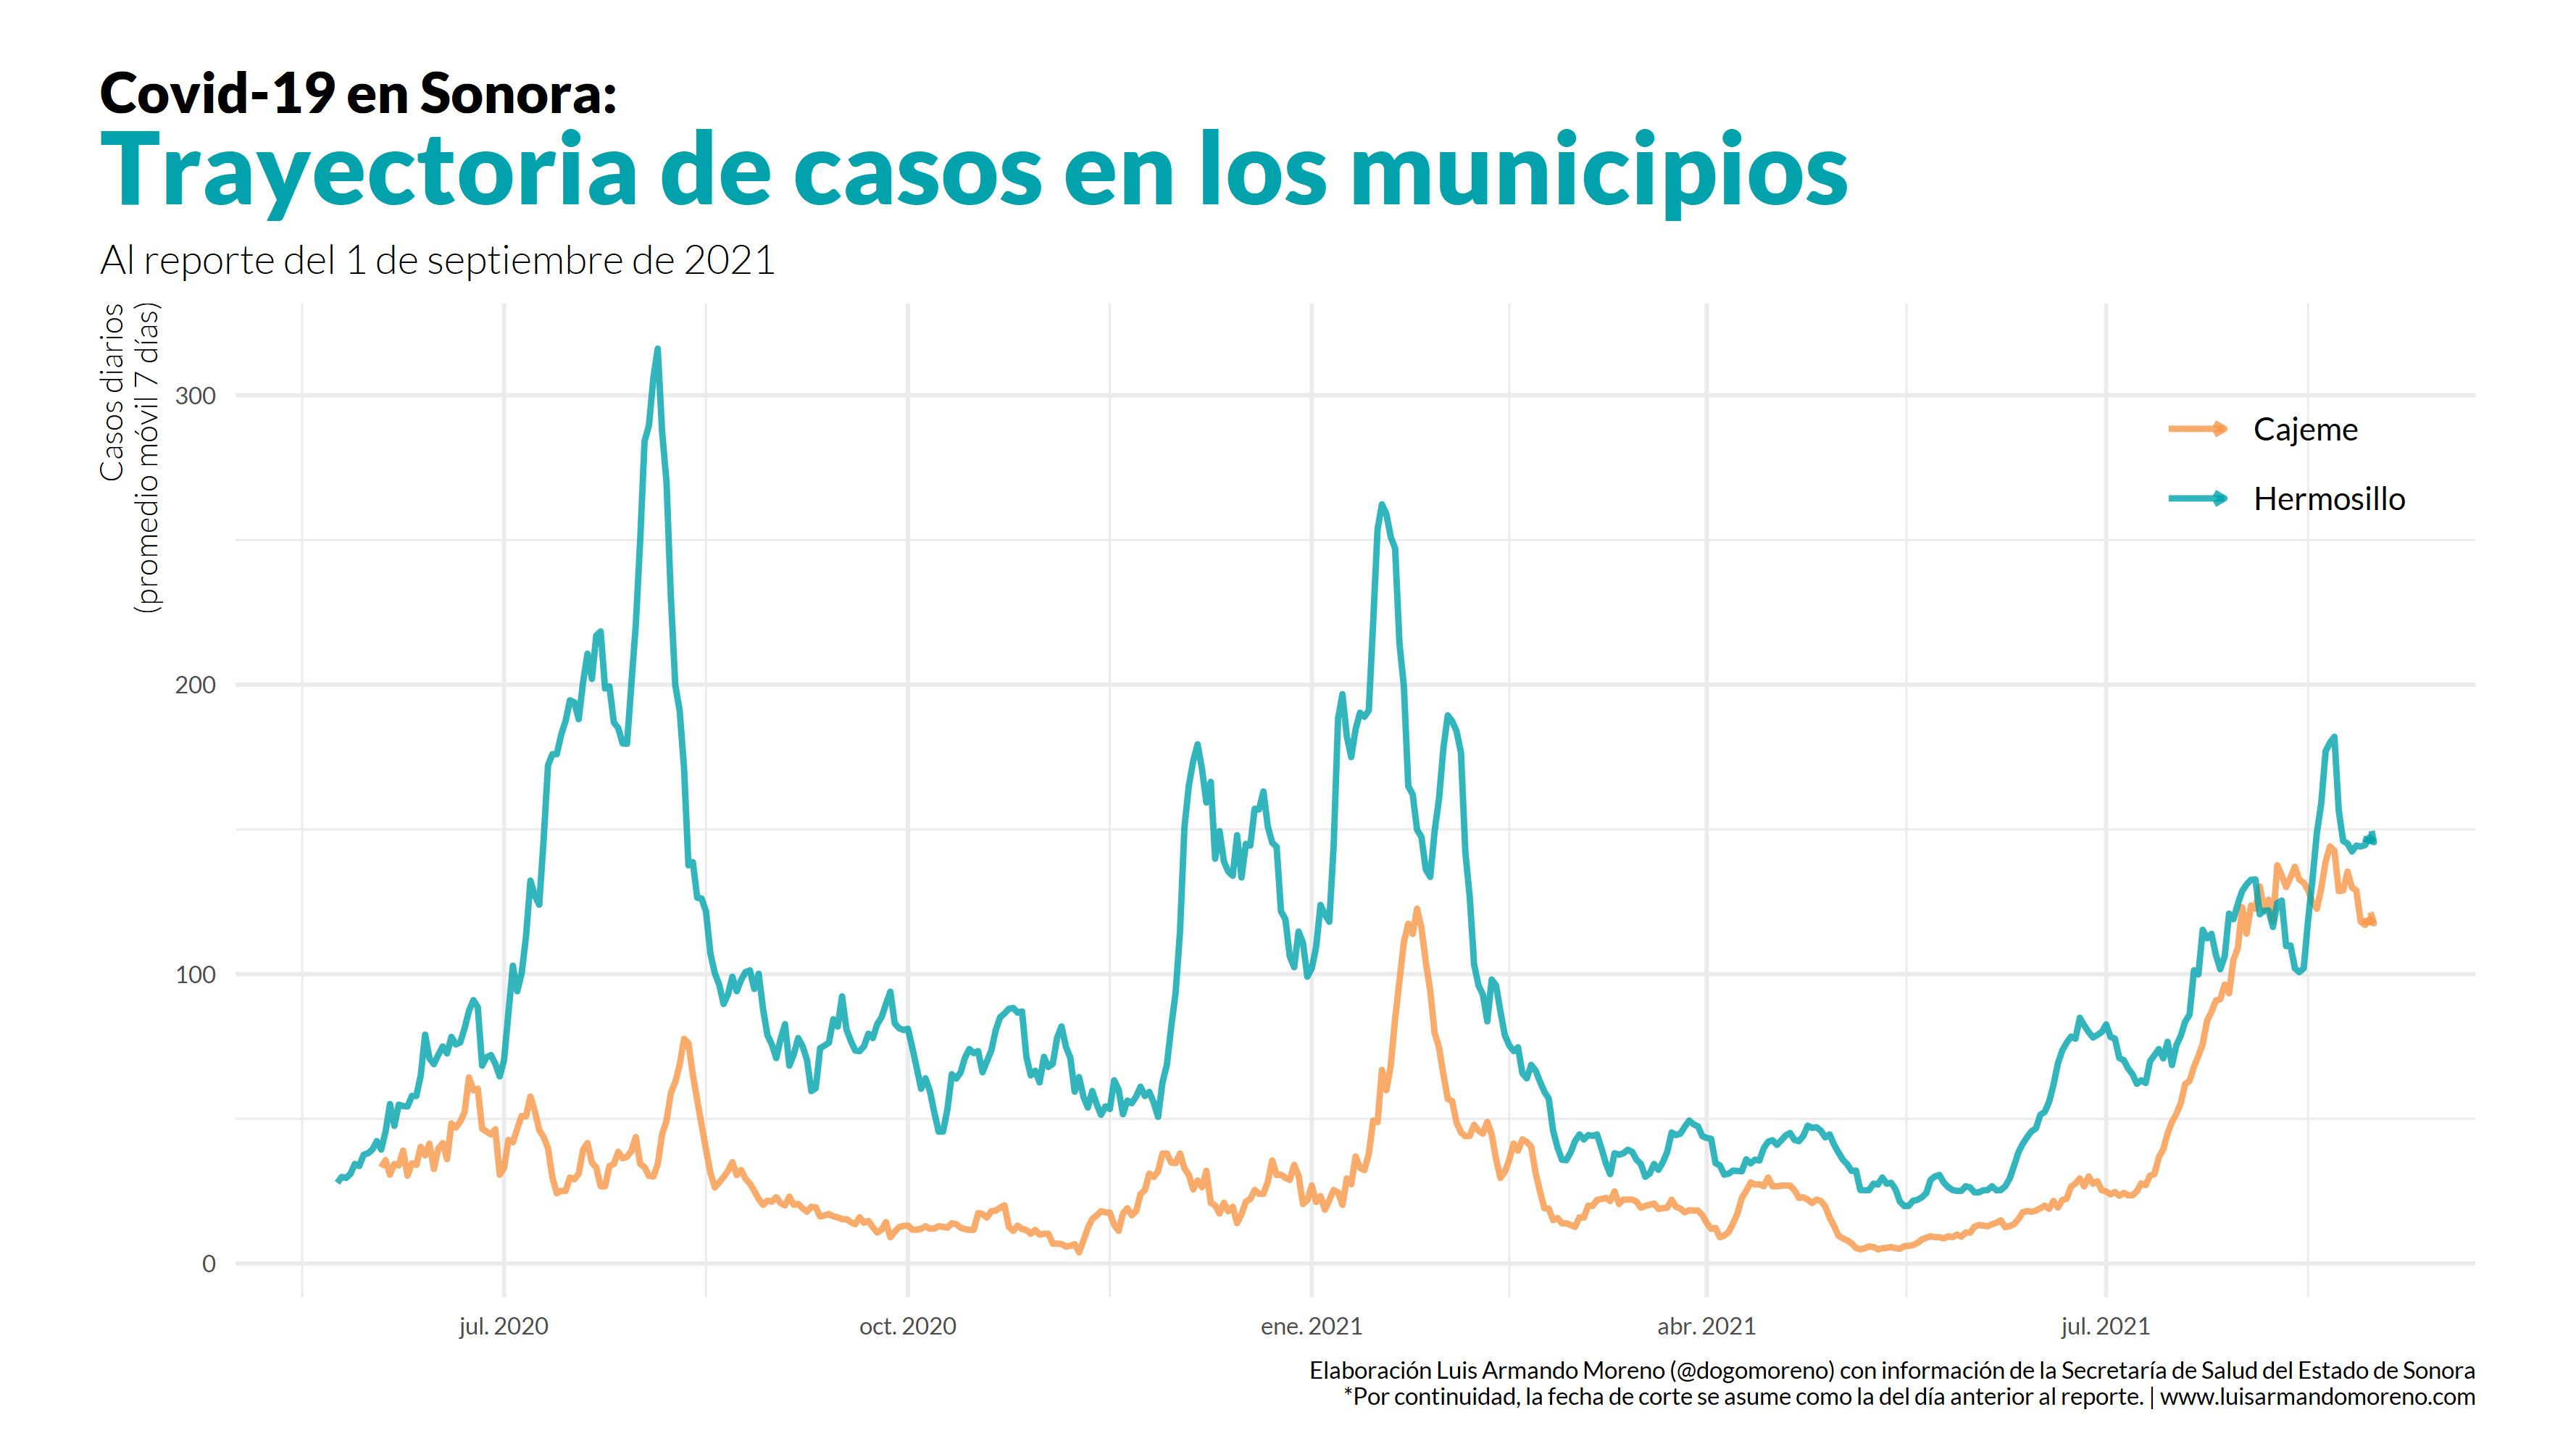 Covid-19 en Sonora:
Trayectoria de casos en los municipios
Al reporte del 1 de septiembre de 2021
Casos diarios
(promedio móvil 7 días)
300
200
100
0
Cajeme
Hermosillo
jul. 2020
oct. 2020
ene. 2021
abr. 2021
jul. 2021
Elaboración Luis Armando Moreno (@dogomoreno) con información de la Secretaría de Salud del Estado de Sonora
*Por continuidad, la fecha de corte se asume como la del día anterior al reporte. | www.luisarmandomoreno.com